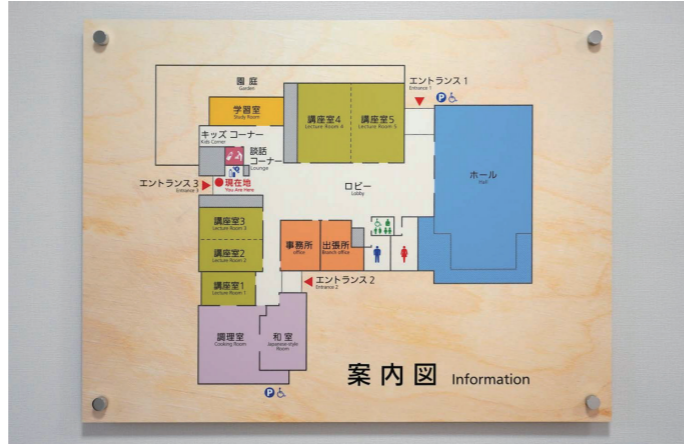 園 庭
Garden
エントランス 1
Entrance 1
P
学習室
Study Room
講座室4
Lecture Room 4
講座室5
Lecture Room 5
キッズ コーナー
Kids Corner
談話
コーナー
Lounge
ホール
Hall
エントランス 3
Entrance 3
現在地
You Are Here
ロビー
Lobby
講座室3
Lecture Room 3
講座室2
Lecture Room 2
事務所
office
出張所
Branch office
エントランス 2
Entrance 2
講座室1
Lecture Room 1
調理室
Cooking Room
和 室
Japanese-style
Room
案 内 図 Information
P